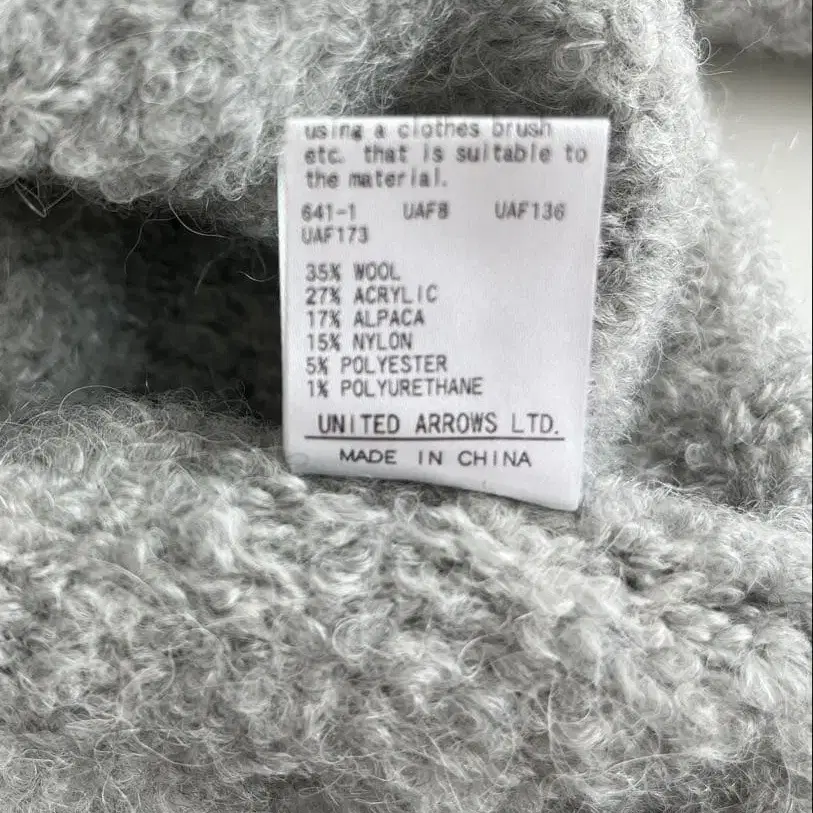 using a clothes brush
etc. that is suitable to
the material.
641-1 UAF8 UAF136
UAF173
35% WOOL
27% ACRYLIC
17% ALPACA
15% NYLON
5% POLYESTER
1% POLYURETHANE
UNITED ARROWS LTD.
MADE IN CHINA